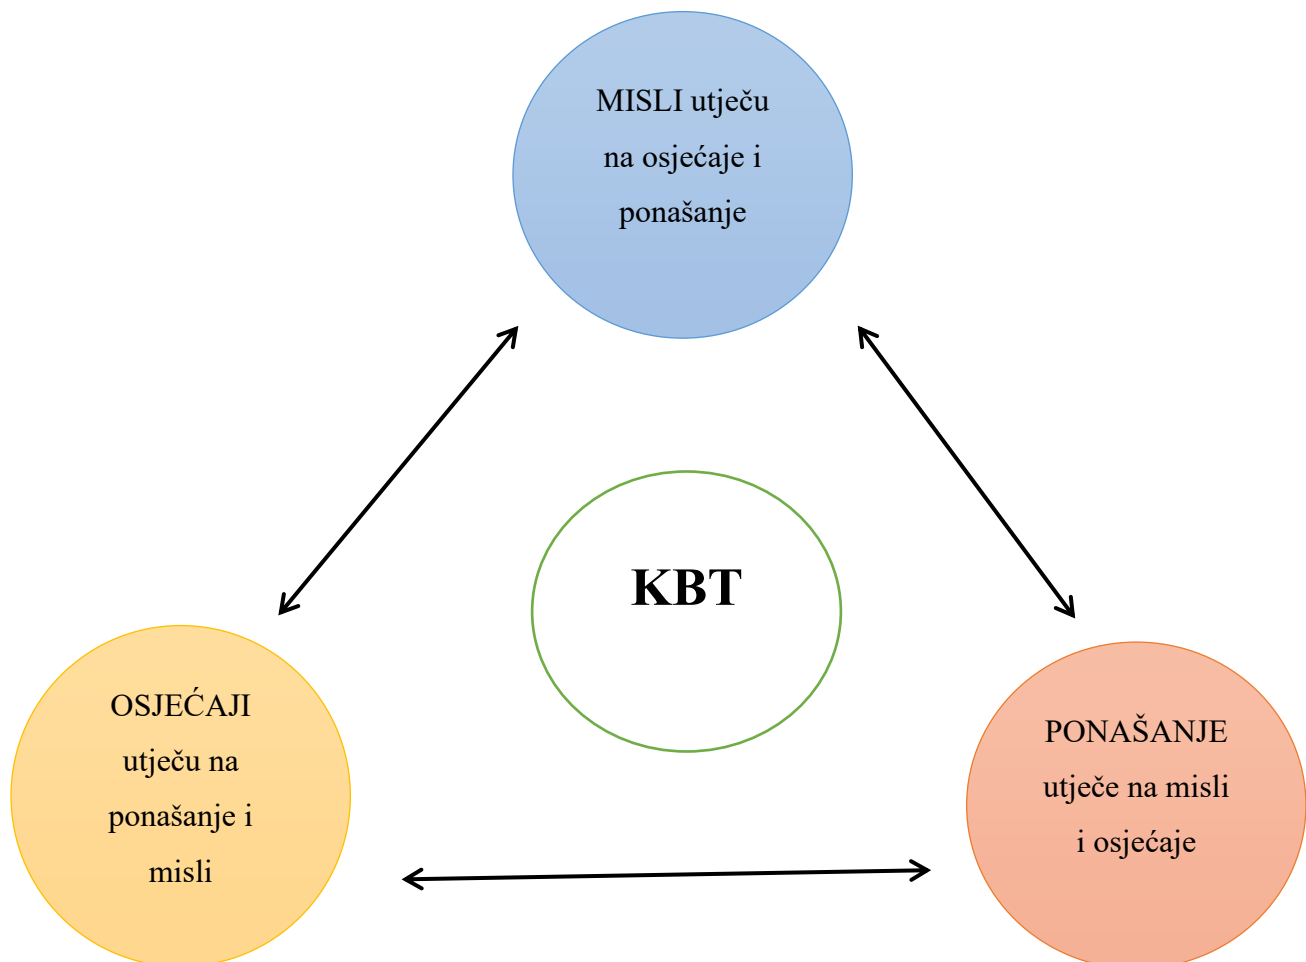 MISLI utječu
na osjećaje i
ponašanje
KBT
OSJEĆAJI
utječu na
ponašanje i
misli
PONAŠANJE
utječe na misli
i osjećaje